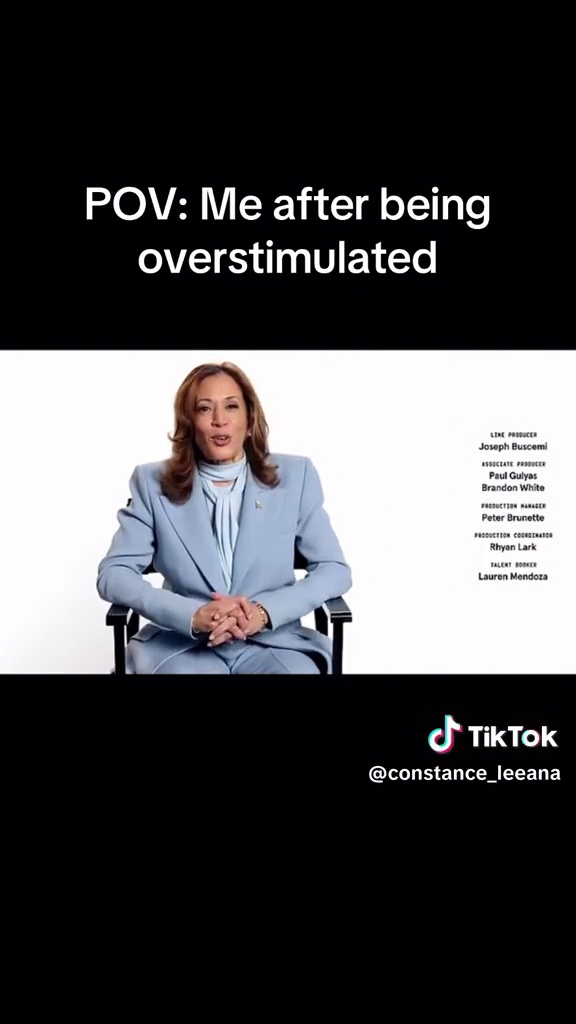 POV: Me after being
overstimulated
LINE PRODUCER
Joseph Buscemi
ASSOCIATE PRODUCER
Paul Gulyas
Brandon White
PRODUCTION MANAGER
Peter Brunette
PRODUCTION COORDINATOR
Rhyan Lark
TALENT BOOKER
Lauren Mendoza
TikTok
@constance_leeana